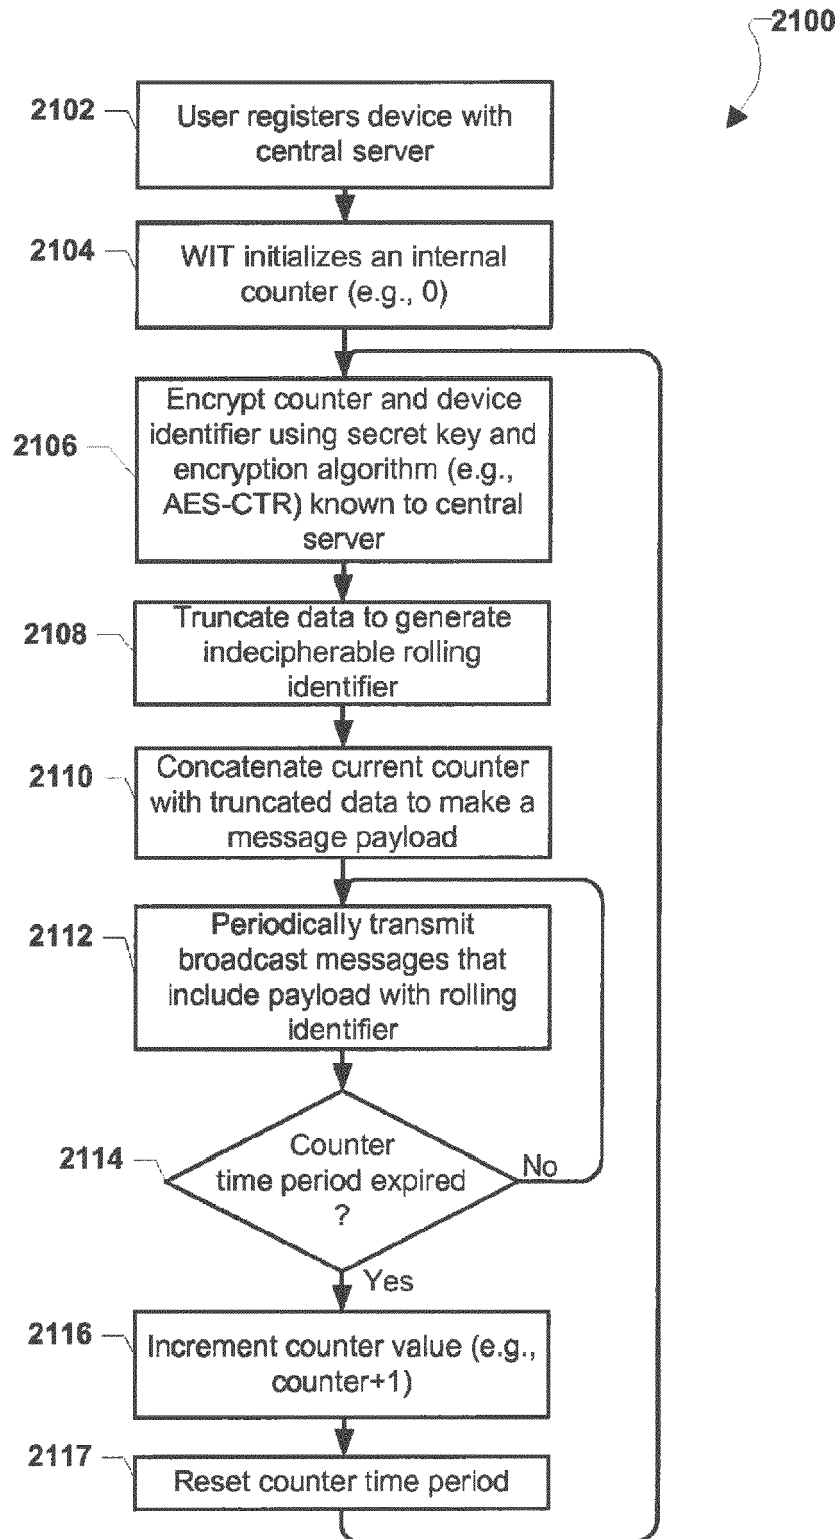 2100
2102
User registers device with
central server
2104
WIT initializes an internal
counter (e.g., 0)
2106
Encrypt counter and device
identifier using secret key and
encryption algorithm (e.g.,
AES-CTR) known to central
server
2108
Truncate data to generate
indecipherable rolling
identifier
2110
Concatenate current counter
with truncated data to make a
message payload
2112
Periodically transmit
broadcast messages that
include payload with rolling
identifier
2114
Counter
time period expired
?
No
Yes
2116
Increment counter value (e.g.,
counter+1)
2117
Reset counter time period